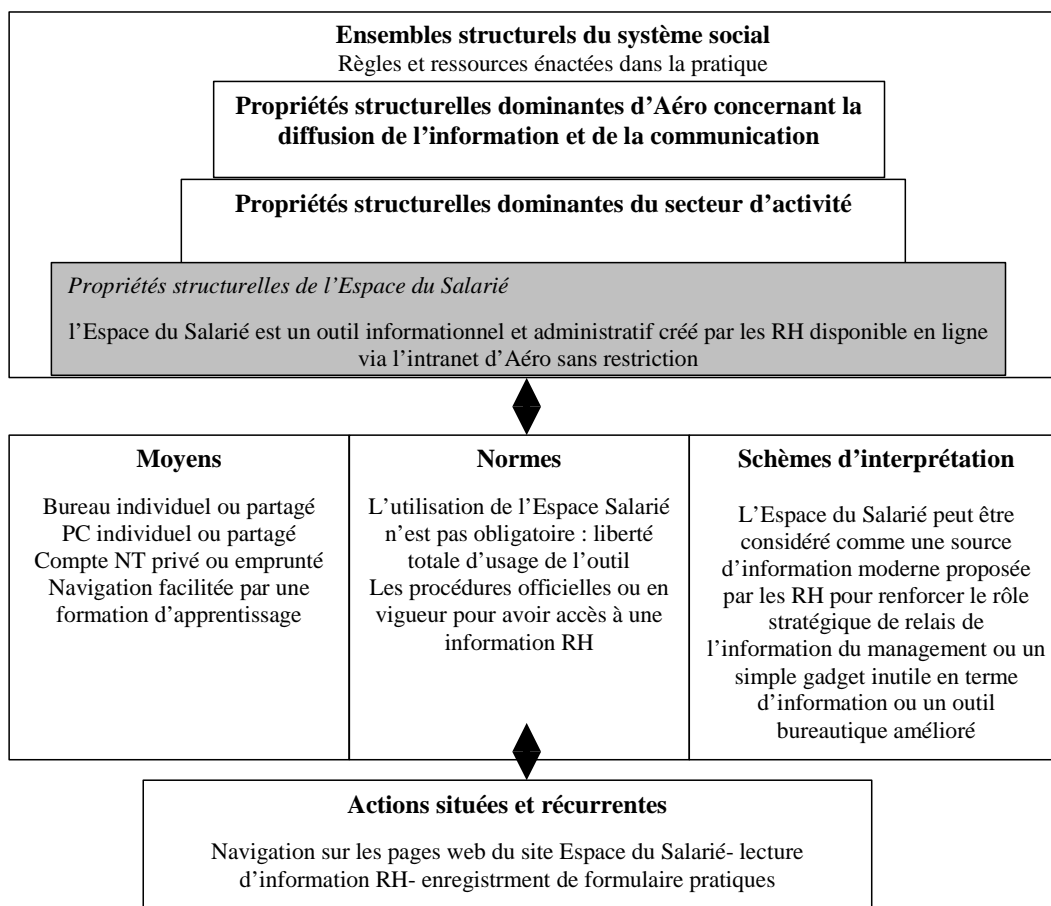 Ensembles structurels du système social
Règles et ressources énactées dans la pratique
Propriétés structurelles dominantes d’Aéro concernant la
diffusion de l’information et de la communication
Propriétés structurelles dominantes du secteur d’activité
Propriétés structurelles de l’Espace du Salarié
l’Espace du Salarié est un outil informationnel et administratif créé par les RH disponible en ligne
via l’intranet d’Aéro sans restriction
Moyens
Bureau individuel ou partagé
PC individuel ou partagé
Compte NT privé ou emprunté
Navigation facilitée par une
formation d’apprentissage
Normes
L’utilisation de l’Espace Salarié
n’est pas obligatoire : liberté
totale d’usage de l’outil
Les procédures officielles ou en
vigueur pour avoir accès à une
information RH
Schèmes d’interprétation
L’Espace du Salarié peut être
considéré comme une source
d’information moderne proposée
par les RH pour renforcer le rôle
stratégique de relais de
l’information du management ou un
simple gadget inutile en terme
d’information ou un outil
bureautique amélioré
Actions situées et récurrentes
Navigation sur les pages web du site Espace du Salarié- lecture
d’information RH- enregistrment de formulaire pratiques